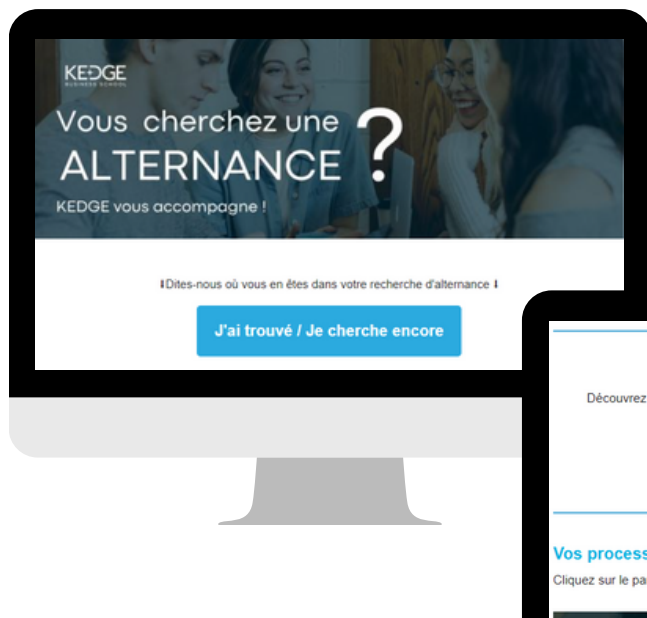 KEDGE
BUSINESS SCHOOL
Vous cherchez une
ALTERNANCE ?
KEDGE vous accompagne !
⬇Dites-nous où vous en êtes dans votre recherche d'alternance ⬇
J'ai trouvé / Je cherche encore
Découvrez
Vos process
Cliquez sur le pa